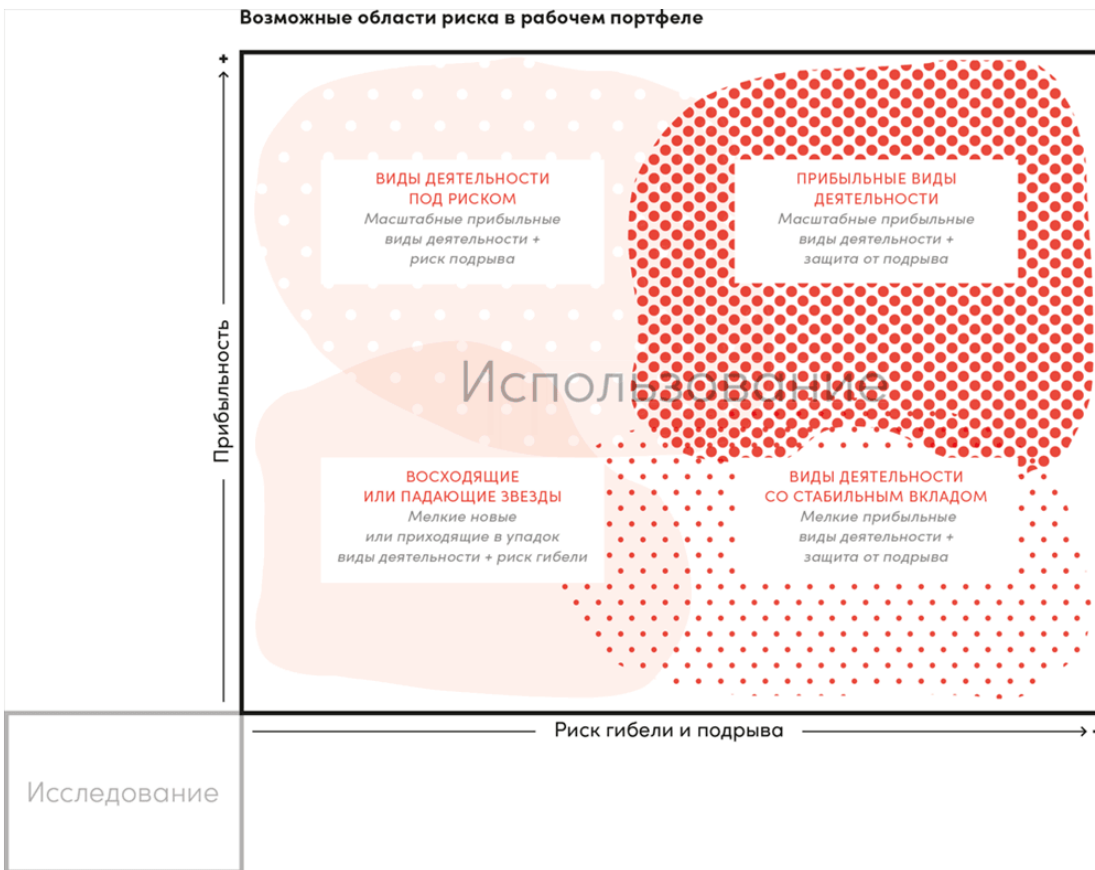 Возможные области риска в рабочем портфеле
+
Прибыльность
ВИДЫ ДЕЯТЕЛЬНОСТИ
ПОД РИСКОМ
Масштабные прибыльные
виды деятельности +
риск подрыва
ПРИБЫЛЬНЫЕ ВИДЫ
ДЕЯТЕЛЬНОСТИ
Масштабные прибыльные
виды деятельности +
защита от подрыва
Использование
ВОСХОДЯЩИЕ
ИЛИ ПАДАЮЩИЕ ЗВЕЗДЫ
Мелкие новые
или приходящие в упадок
виды деятельности + риск гибели
ВИДЫ ДЕЯТЕЛЬНОСТИ
СО СТАБИЛЬНЫМ ВКЛАДОМ
Мелкие прибыльные
виды деятельности +
защита от подрыва
Риск гибели и подрыва
Исследование